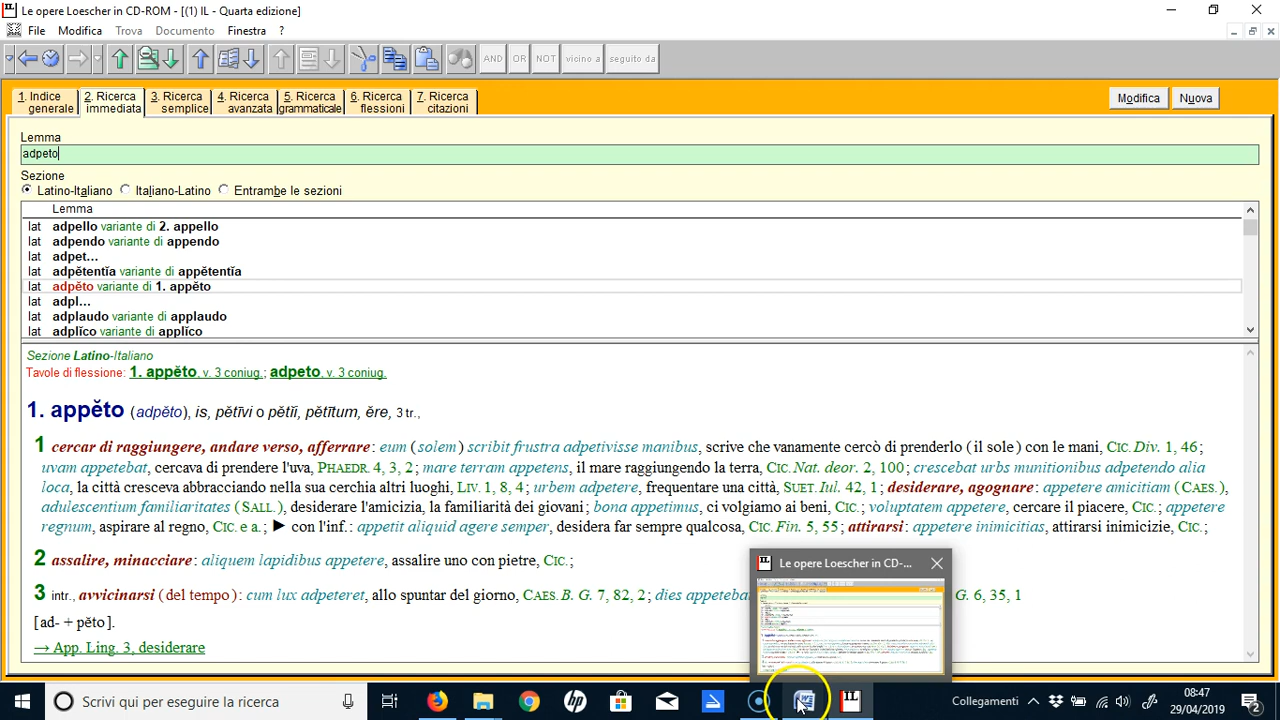 Le opere Loescher in CD-ROM - [(1) IL - Quarta edizione]
File Modifica Trova Documento Finestra ?
AND OR NOT vicino a seguito da
1. Indice generale 2. Ricerca immediata 3. Ricerca semplice 4. Ricerca avanzata 5. Ricerca grammaticale 6. Ricerca flessioni 7. Ricerca citazioni Modifica Nuova
Lemma
adpeto
Sezione
Latino-Italiano Italiano-Latino Entrambe le sezioni
Lemma
lat adpello variante di 2. appello
lat adpendo variante di appendo
lat adpet...
lat adpĕtentĭa variante di appĕtentĭa
lat adpĕto variante di 1. appĕto
lat adpl...
lat adplaudo variante di applaudo
lat adplĭco variante di applĭco
Sezione Latino-Italiano
Tavole di flessione: 1. appĕto, v. 3 coniug.; adpeto, v. 3 coniug.
1. appĕto (adpĕto), is, pĕtīvi o pĕtĭī, pĕtītum, ĕre, 3 tr.,
1 cercar di raggiungere, andare verso, afferrare: eum (solem) scribit frustra adpetivisse manibus, scrive che vanamente cercò di prenderlo (il sole) con le mani, CIC. Div. 1, 46;
uvam appetebat, cercava di prendere l'uva, PHAEDR. 4, 3, 2; mare terram appetens, il mare raggiungendo la terra, CIC. Nat. deor. 2, 100; crescebat urbs munitionibus adpetendo alia
loca, la città cresceva abbracciando nella sua cerchia altri luoghi, LIV. 1, 8, 4; urbem adpetere, frequentare una città, SUET. Iul. 42, 1; desiderare, agognare: appetere amicitiam (CAES.),
adulescentium familiaritates (SALL.), desiderare l'amicizia, la familiarità dei giovani; bona appetimus, ci volgiamo ai beni, CIC.; voluptatem appetere, cercare il piacere, CIC.; appetere
regnum, aspirare al regno, CIC. e a.; ► con l'inf.: appetit aliquid agere semper, desidera far sempre qualcosa, CIC. Fin. 5, 55; attirarsi: appetere inimicitias, attirarsi inimicizie, CIC.;
2 assalire, minacciare: aliquem lapidibus appetere, assalire uno con pietre, CIC.;
3 intr., avvicinarsi (del tempo): cum lux adpeteret, allo spuntar del giorno, CAES. B. G. 7, 82, 2; dies appeteba G. 6, 35, 1
[ad- + pĕto].
→ App. Ling. 3, desiderare
Le opere Loescher in CD-...
Scrivi qui per eseguire la ricerca
Collegamenti
08:47
29/04/2019
2